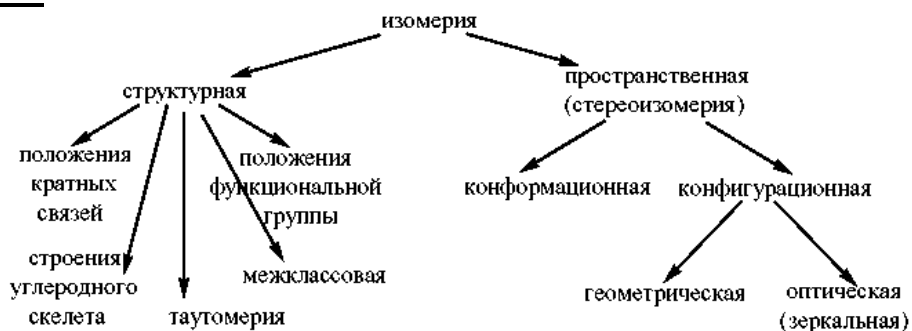 изомерия
структурная
пространственная
(стереоизомерия)
положения
кратных
связей
положения
функциональной
группы
строения
углеродного
скелета
таутомерия
межклассовая
конформационная
конфигурационная
геометрическая
оптическая
(зеркальная)